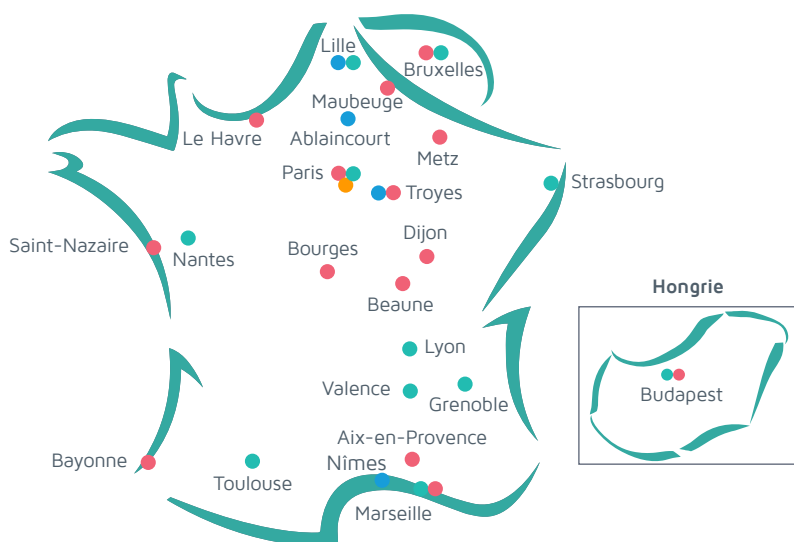 Lille
Bruxelles
Maubeuge
Le Havre
Ablaincourt
Metz
Paris
Troyes
Strasbourg
Saint-Nazaire
Nantes
Bourges
Dijon
Beaune
Hongrie
Lyon
Valence
Grenoble
Budapest
Aix-en-Provence
Bayonne
Nîmes
Toulouse
Marseille